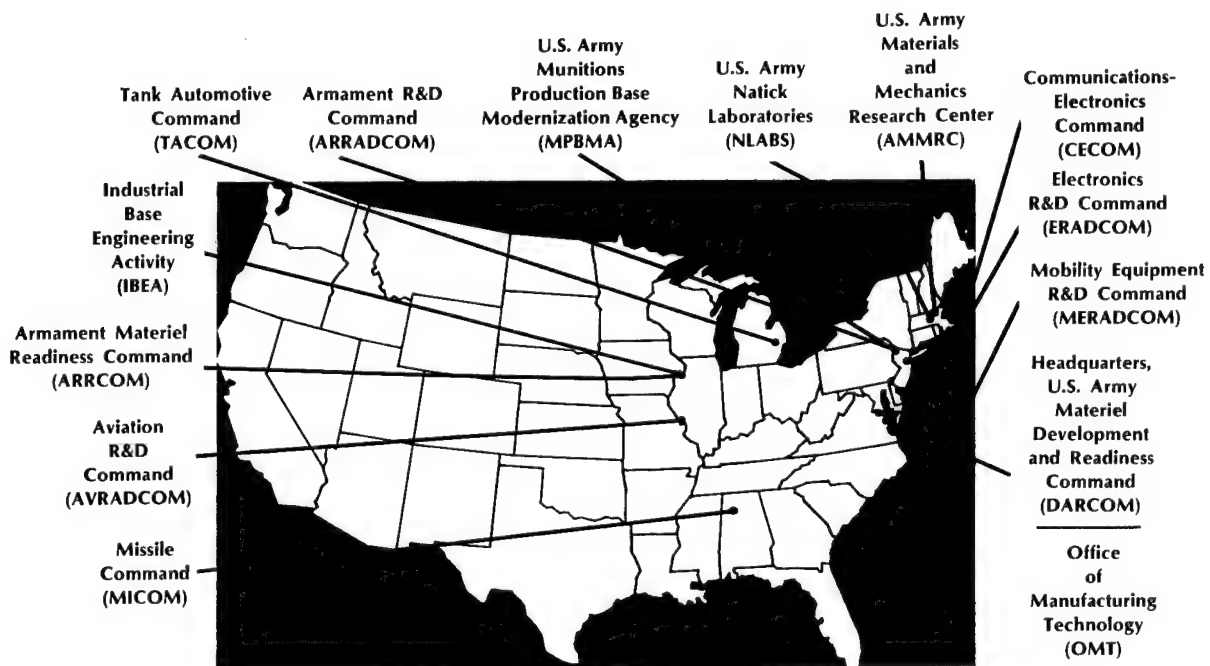 Tank Automotive
Command
(TACOM)
Armament R&D
Command
(ARRADCOM)
U.S. Army
Munitions
Production Base
Modernization Agency
(MPBMA)
U.S. Army
Natick
Laboratories
(NLABS)
U.S. Army
Materials
and
Mechanics
Research Center
(AMMRC)
Communications-
Electronics
Command
(CECOM)
Electronics
R&D Command
(ERADCOM)
Mobility Equipment
R&D Command
(MERADCOM)
Headquarters,
U.S. Army
Materiel
Development
and Readiness
Command
(DARCOM)
Office
of
Manufacturing
Technology
(OMT)
Industrial
Base
Engineering
Activity
(IBEA)
Armament Materiel
Readiness Command
(ARRCOM)
Aviation
R&D
Command
(AVRADCOM)
Missile
Command
(MICOM)